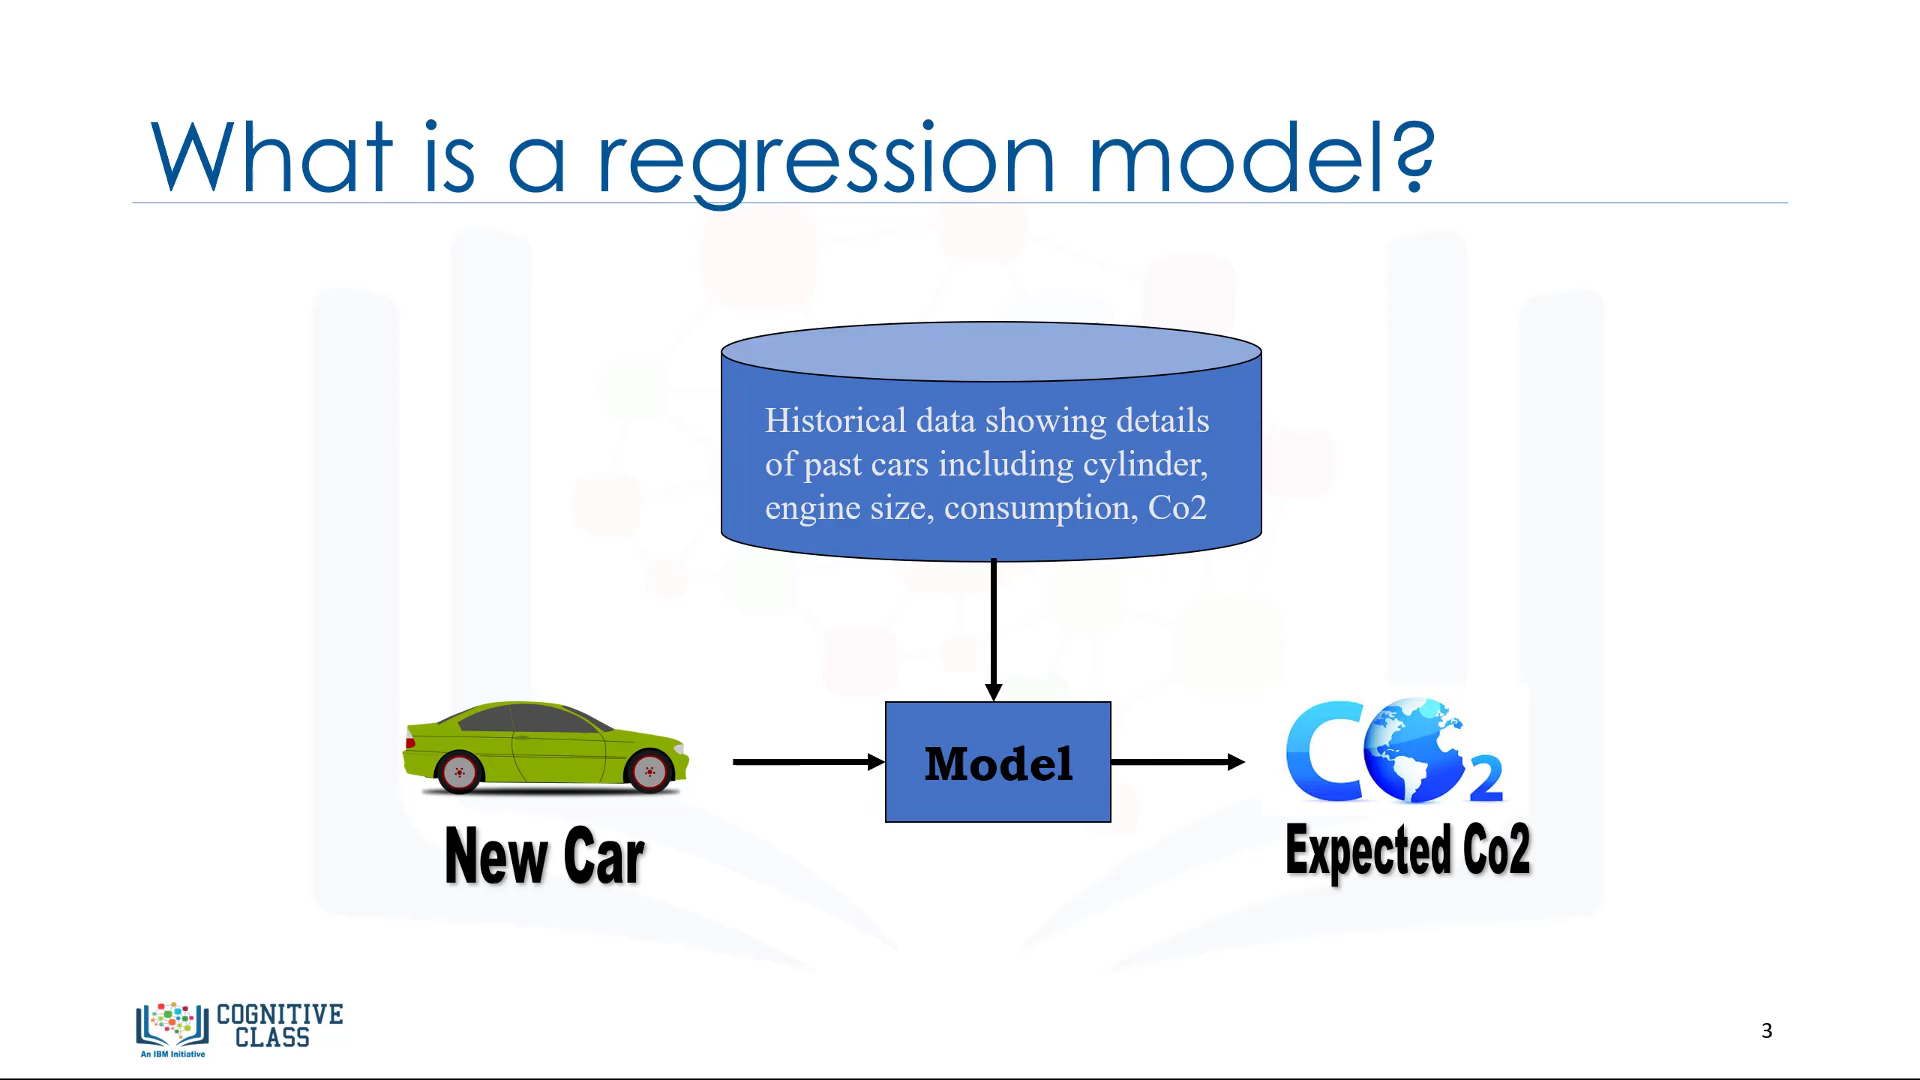 What is a regression model?
Historical data showing details
of past cars including cylinder,
engine size, consumption, Co2
Model
CO2
New Car
Expected Co2
COGNITIVE
CLASS
An IBM Initiative
3